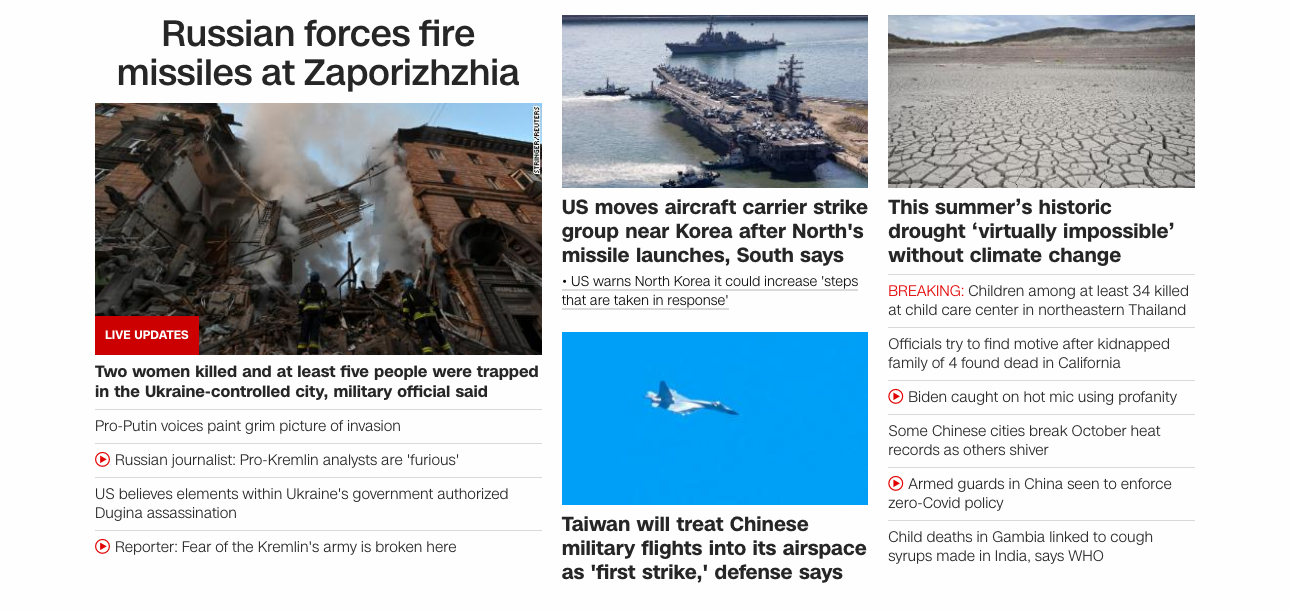 Russian forces fire
missiles at Zaporizhzhia
STRINGER/REUTERS
LIVE UPDATES
Two women killed and at least five people were trapped
in the Ukraine-controlled city, military official said
Pro-Putin voices paint grim picture of invasion
Russian journalist: Pro-Kremlin analysts are 'furious'
US believes elements within Ukraine's government authorized
Dugina assassination
Reporter: Fear of the Kremlin's army is broken here
US moves aircraft carrier strike
group near Korea after North's
missile launches, South says
• US warns North Korea it could increase 'steps
that are taken in response'
Taiwan will treat Chinese
military flights into its airspace
as 'first strike,' defense says
This summer’s historic
drought ‘virtually impossible’
without climate change
BREAKING: Children among at least 34 killed
at child care center in northeastern Thailand
Officials try to find motive after kidnapped
family of 4 found dead in California
Biden caught on hot mic using profanity
Some Chinese cities break October heat
records as others shiver
Armed guards in China seen to enforce
zero-Covid policy
Child deaths in Gambia linked to cough
syrups made in India, says WHO